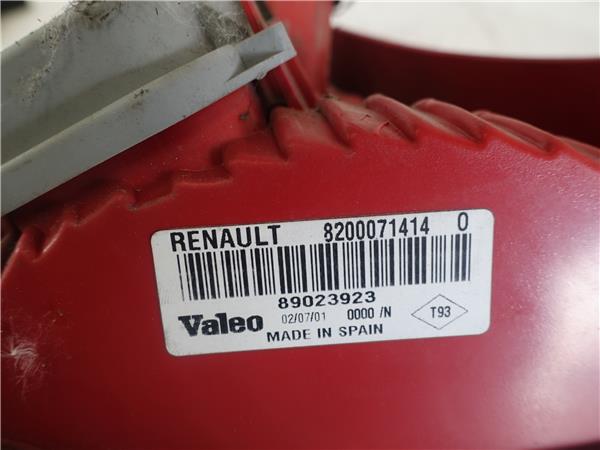 RENAULT 8200071414 0
89023923
Valeo 02/07/01 0000 /N T93
MADE IN SPAIN